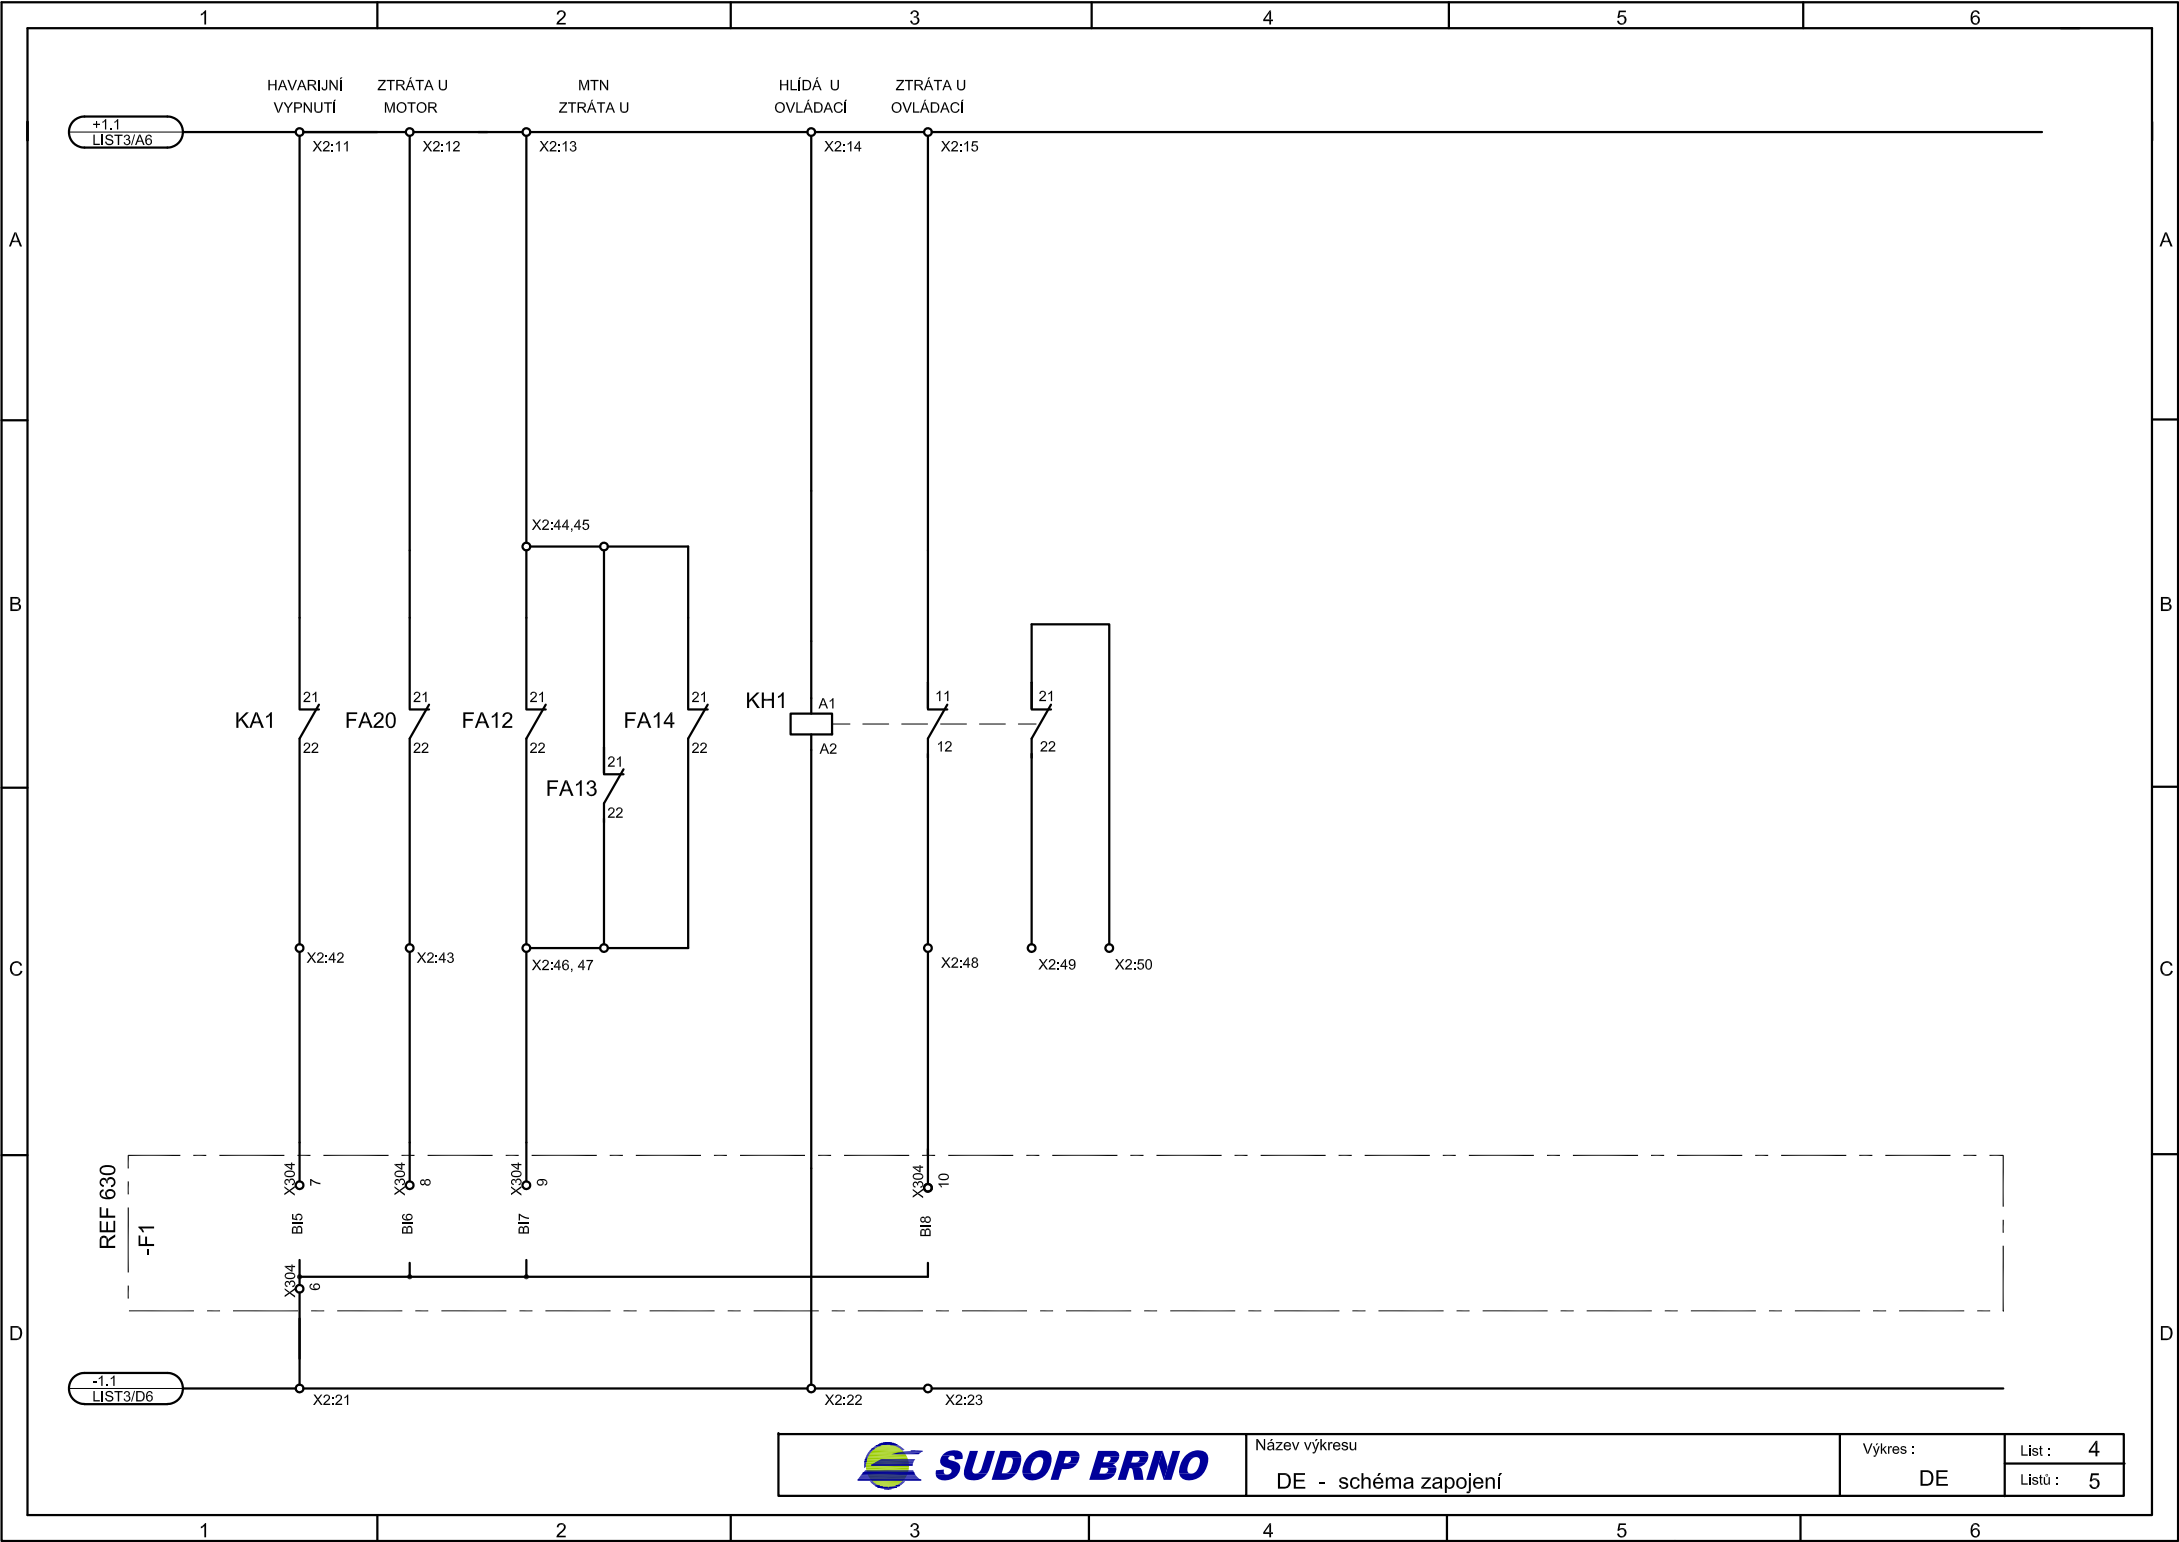 1 2 3 4 5 6
HAVARIJNÍ ZTRÁTA U MTN HLÍDÁ U ZTRÁTA U
VYPNUTÍ MOTOR ZTRÁTA U OVLÁDACÍ OVLÁDACÍ
+1.1
LIST3/A6
X2:11 X2:12 X2:13 X2:14 X2:15
A A
X2:44,45
B B
21 21 21 21 A1 11 21
KA1 FA20 FA12 FA14 KH1
22 22 22 22 A2 12 22
21
FA13
22
X2:42 X2:43 X2:46, 47 X2:48 X2:49 X2:50
C C
REF 630
-F1
X304 7 X304 8 X304 9 X304 10
BI5 BI6 BI7 BI8
X304 6
D D
-1.1
LIST3/D6
X2:21 X2:22 X2:23
SUDOP BRNO
Název výkresu
DE - schéma zapojení
Výkres :
DE
List : 4
Listů : 5
1 2 3 4 5 6